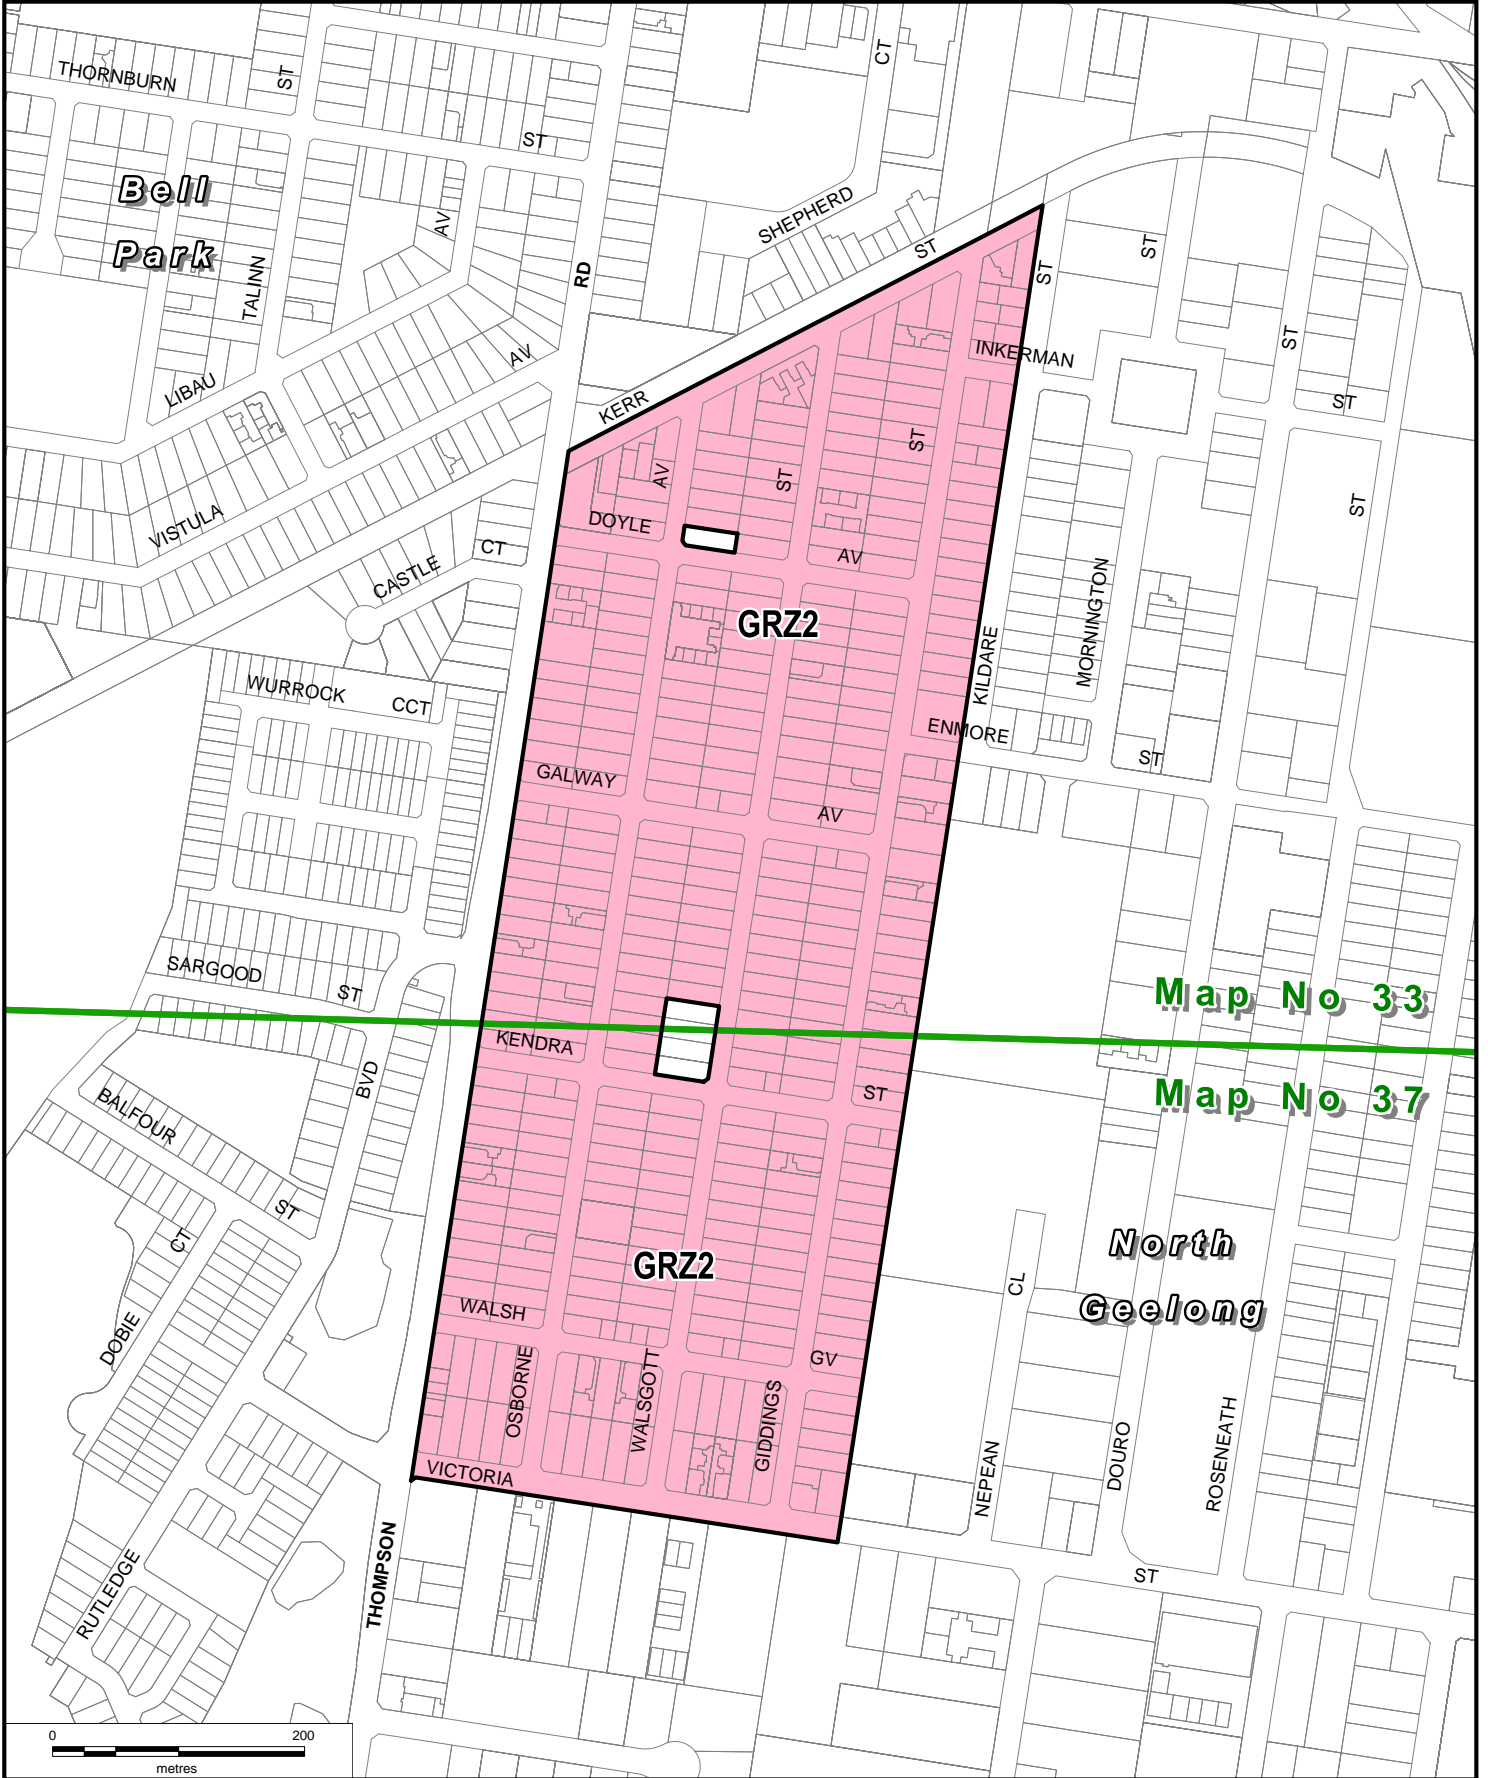 THORNBURN
ST
CT
ST
Bell
Park
AV
SHEPHERD
ST
ST
ST
TALINN
RD
ST
INKERMAN
AV
LIBAU
KERR
ST
ST
AV
ST
ST
VISTULA
DOYLE
CT
AV
CASTLE
MORNINGTON
GRZ2
KILDARE
WURROCK
CCT
ENMORE
ST
GALWAY
AV
SARGOOD
ST
Map No 33
KENDRA
BVD
ST
Map No 37
BALFOUR
ST
CT
North
GRZ2
CL
Geelong
WALSH
DOBIE
GV
OSBORNE
WALSGOTT
GIDDINGS
ROSENEATH
DOURO
NEPEAN
VICTORIA
THOMPSON
ST
RUTLEDGE
0 200
metres